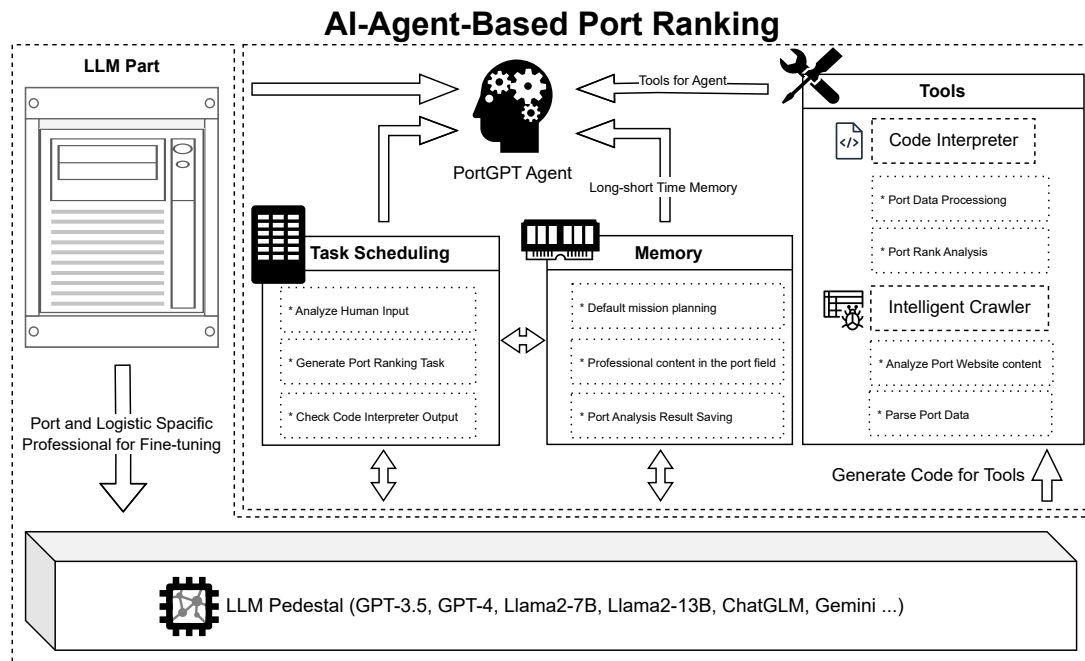 AI-Agent-Based Port Ranking
LLM Part
Port and Logistic Spacific
Professional for Fine-tuning
PortGPT Agent
Tools for Agent
Long-short Time Memory
Task Scheduling
* Analyze Human Input
* Generate Port Ranking Task
* Check Code Interpreter Output
Memory
* Default mission planning
* Professional content in the port field
* Port Analysis Result Saving
Tools
</>
Code Interpreter
* Port Data Processiong
* Port Rank Analysis
Intelligent Crawler
* Analyze Port Website content
* Parse Port Data
Generate Code for Tools
LLM Pedestal (GPT-3.5, GPT-4, Llama2-7B, Llama2-13B, ChatGLM, Gemini ...)